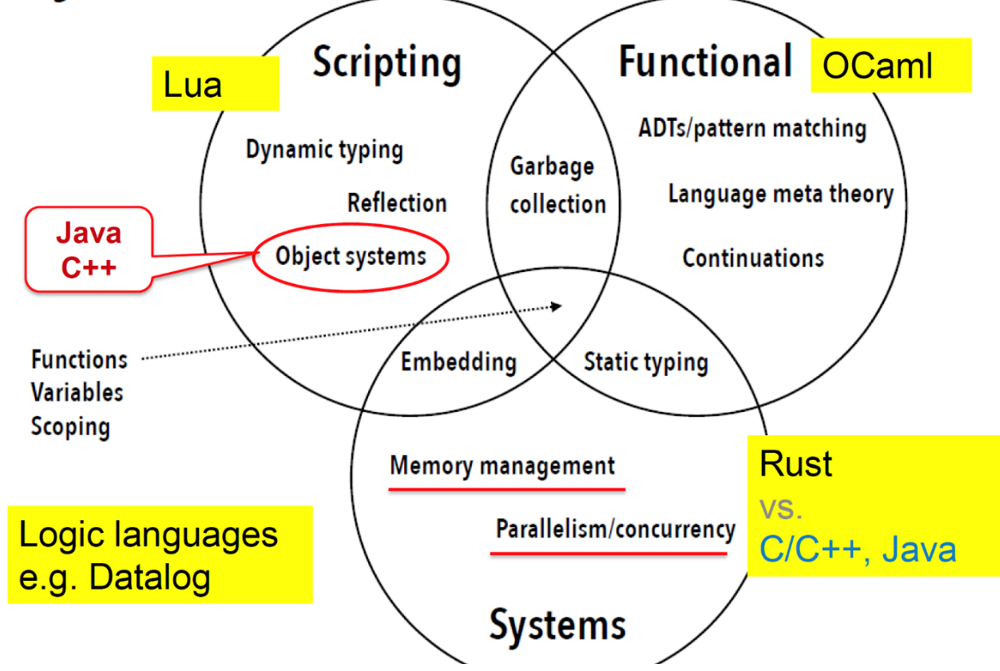 Scripting
Functional
Lua
OCaml
Dynamic typing
Reflection
Object systems
Java
C++
Garbage
collection
ADTs/pattern matching
Language meta theory
Continuations
Functions
Variables
Scoping
Embedding
Static typing
Memory management
Parallelism/concurrency
Rust
vs.
C/C++, Java
Logic languages
e.g. Datalog
Systems